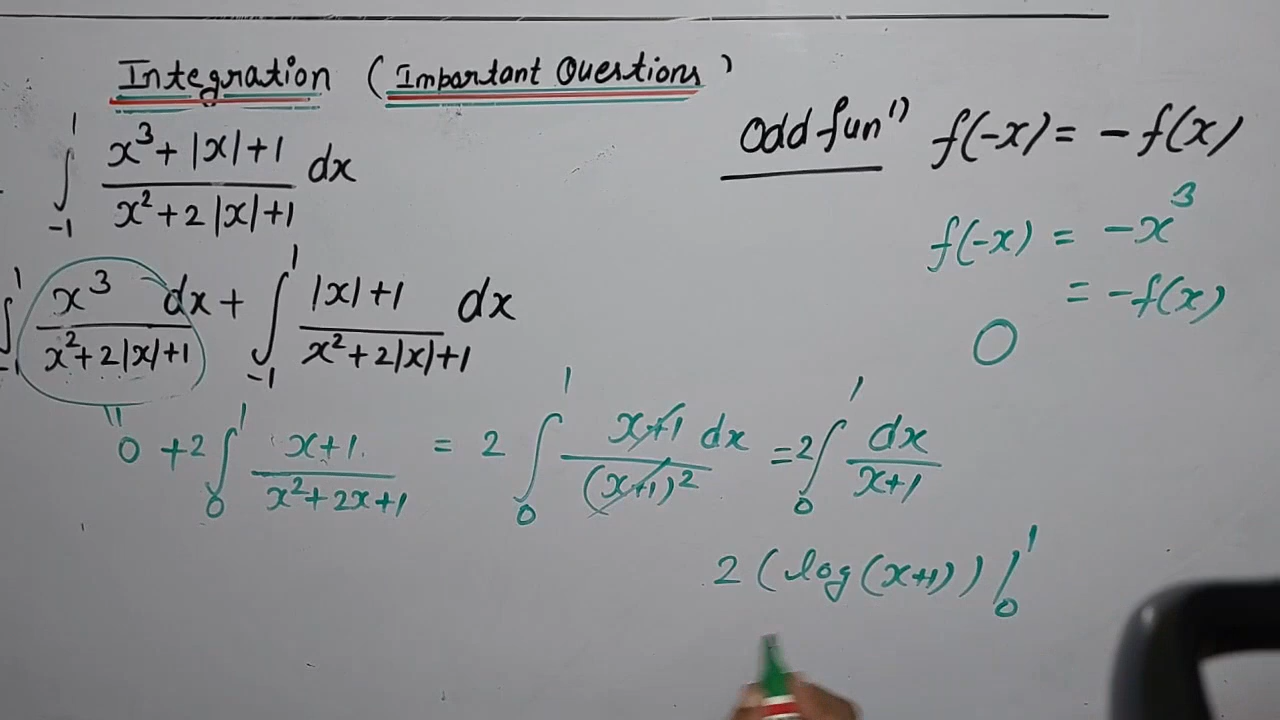 Integration (Important Questions)
∫_{-1}^{1} (x³ + |x| + 1)/(x² + 2|x| + 1) dx
odd funⁿ f(-x) = - f(x)
f(-x) = - x³
= - f(x)
0
∫_{-1}^{1} x³/(x² + 2|x| + 1) dx + ∫_{-1}^{1} (|x| + 1)/(x² + 2|x| + 1) dx
0 + 2 ∫_{0}^{1} (x+1)/(x² + 2x + 1) = 2 ∫_{0}^{1} (x+1)/(x+1)² dx = 2 ∫_{0}^{1} dx/(x+1)
2 (log(x+1)) |_{0}^{1}